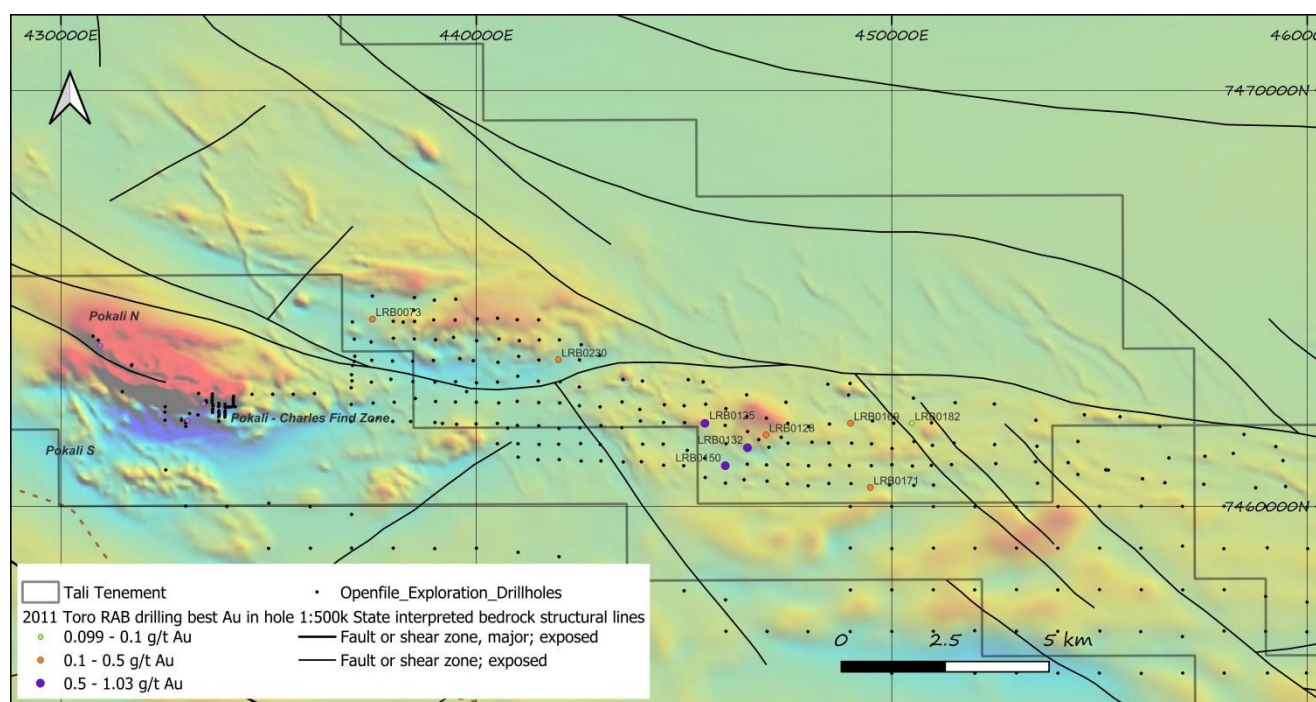 430000E 440000E 450000E 46000
7470000N
Pokali N
LRB0073
LRB0230
Pokali - Charles Find Zone
LRB0125
LRB0169 LRB0182
LRB0128
LRB0132
Pokali S
LRB0150
LRB0171
7460000N
Tali Tenement
Openfile_Exploration_Drillholes
2011 Toro RAB drilling best Au in hole
1:500k State interpreted bedrock structural lines
0.099 - 0.1 g/t Au
Fault or shear zone, major; exposed
0.1 - 0.5 g/t Au
Fault or shear zone; exposed
0.5 - 1.03 g/t Au
0 2.5 5 km